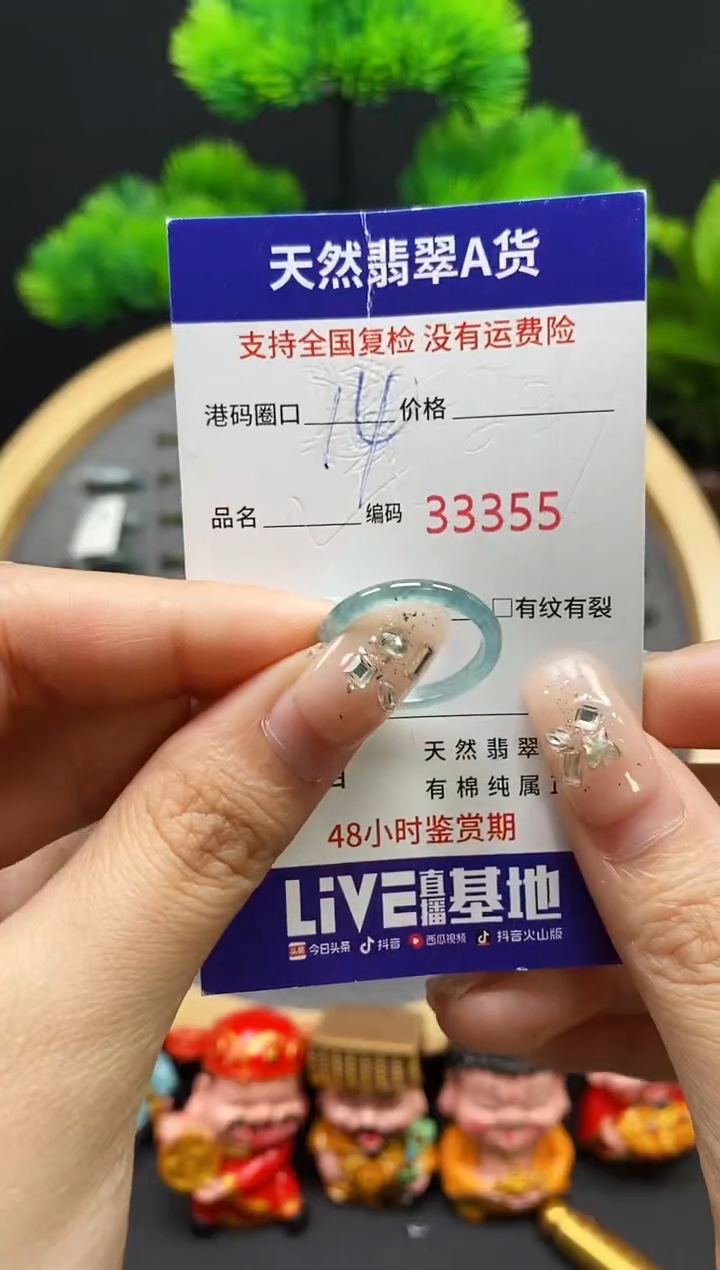 天然翡翠A货
支持全国复检 没有运费险
港码圈口 14 价格
品名 编码 33355
□有纹有裂
天然翡翠
有棉纯属
48小时鉴赏期
LiVE直播基地
头条 今日头条 抖音 西瓜视频 抖音火山版